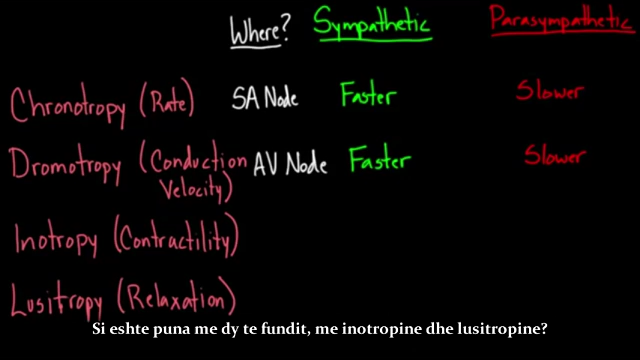 Where? Sympathetic Parasympathetic
Chronotropy (Rate) SA Node Faster Slower
Dromotropy (Conduction Velocity) AV Node Faster Slower
Inotropy (Contractility)
Lusitropy (Relaxation)
Si eshte puna me dy te fundit, me inotropine dhe lusitropine?